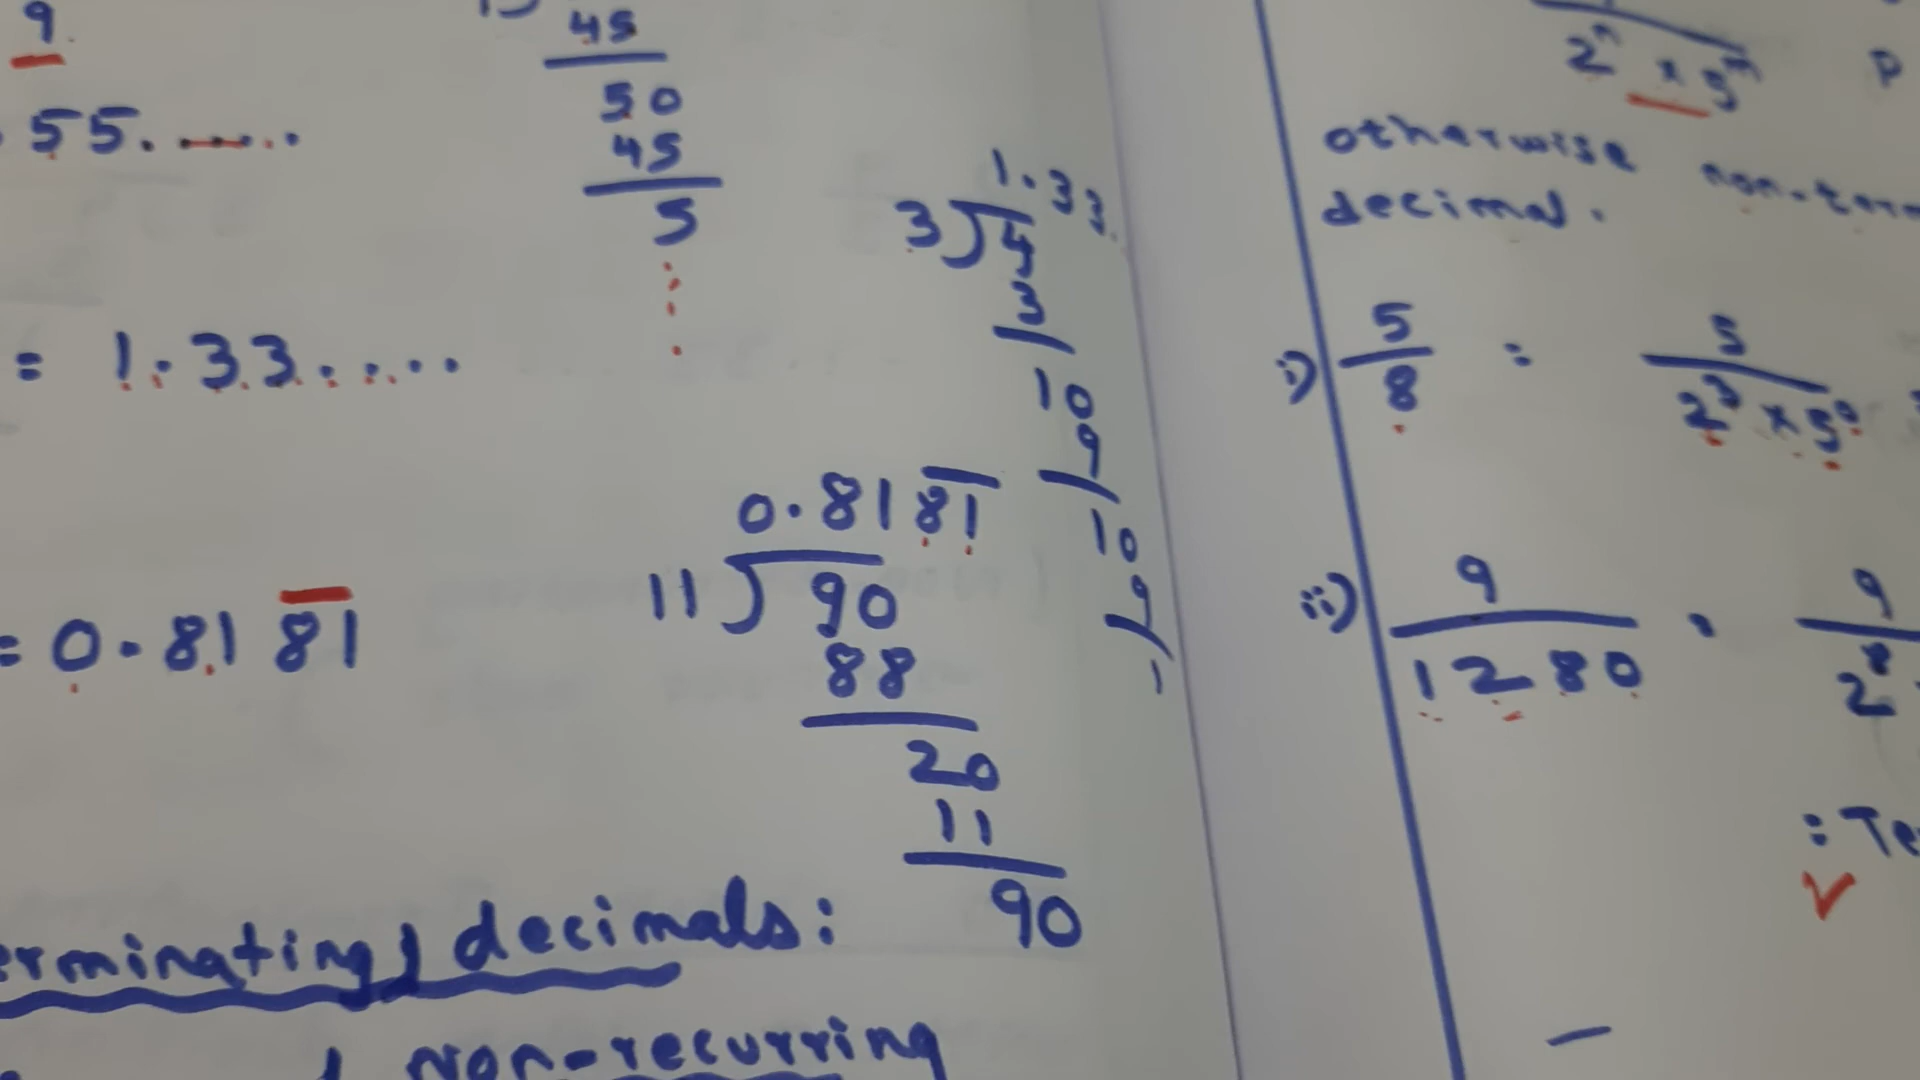 9
55......
45
50
45
5
= 1.33.....
1.33
3)4
3
10
9
10
9
1
= 0.81 81
0.81 81
11)90
88
20
11
90
erminating) decimals:
non-recurring
2ⁿ × 5ᵐ
P
otherwise
decimal.
i) 5/8 = 5/2³ × 5⁰
ii) 9/1280 = 9/2⁸
: Te